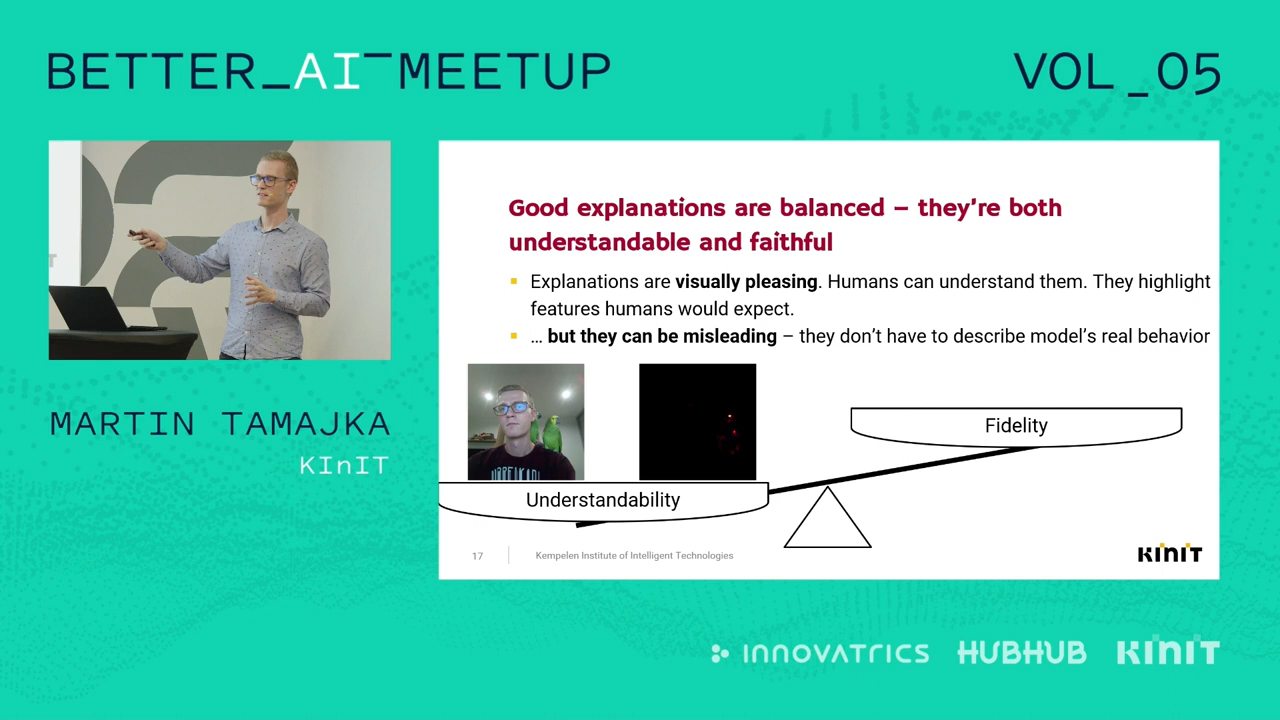 BETTER_AI¯MEETUP
VOL_05
Good explanations are balanced – they're both
understandable and faithful
Explanations are visually pleasing. Humans can understand them. They highlight
features humans would expect.
… but they can be misleading – they don't have to describe model's real behavior
Fidelity
Understandability
17
Kempelen Institute of Intelligent Technologies
KINIT
MARTIN TAMAJKA
KInIT
INNOVATRICS
HUBHUB
KINIT